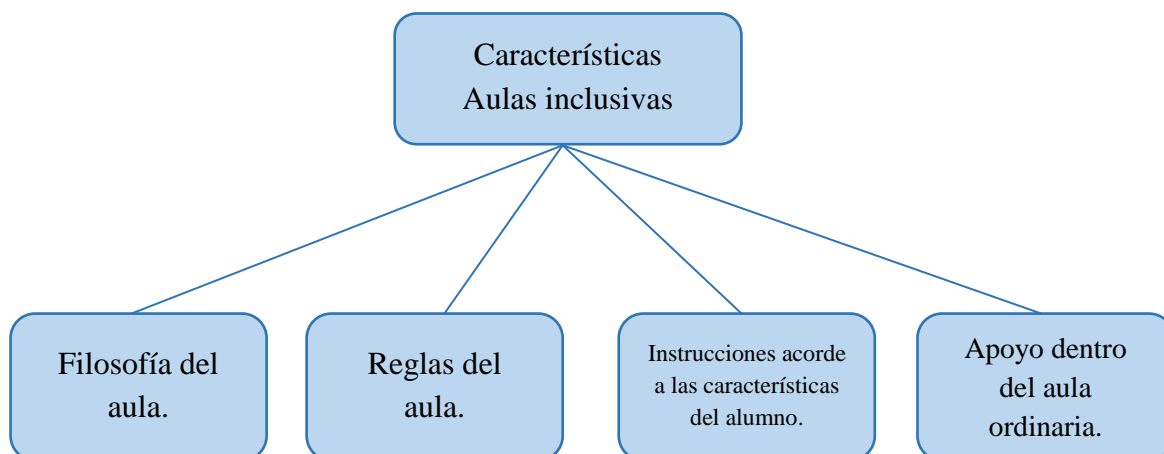 Características
Aulas inclusivas
Filosofía del
aula.
Reglas del
aula.
Instrucciones acorde
a las características
del alumno.
Apoyo dentro
del aula
ordinaria.